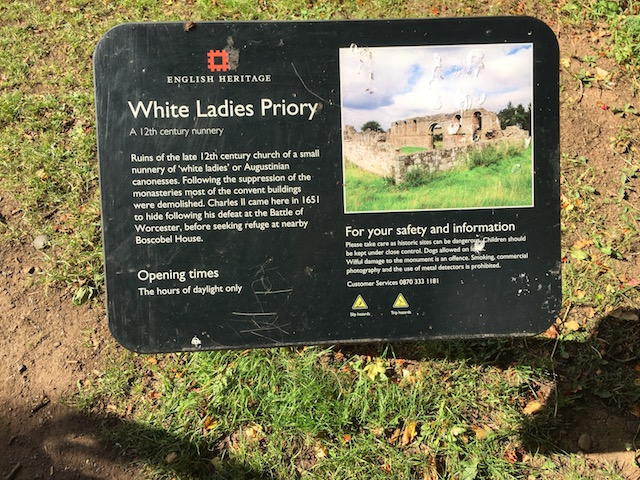 ENGLISH HERITAGE
White Ladies Priory
A 12th century nunnery
Ruins of the late 12th century church of a small
nunnery of 'white ladies' or Augustinian
canonesses. Following the suppression of the
monasteries most of the convent buildings
were demolished. Charles II came here in 1651
to hide following his defeat at the Battle of
Worcester, before seeking refuge at nearby
Boscobel House.
Opening times
The hours of daylight only
For your safety and information
Please take care as historic sites can be dangerous. Children should
be kept under close control. Dogs allowed on
Wilful damage to the monument is an offence. Smoking, commercial
photography and the use of metal detectors is prohibited.
Customer Services 0870 333 1181
Slip hazards
Trip hazards